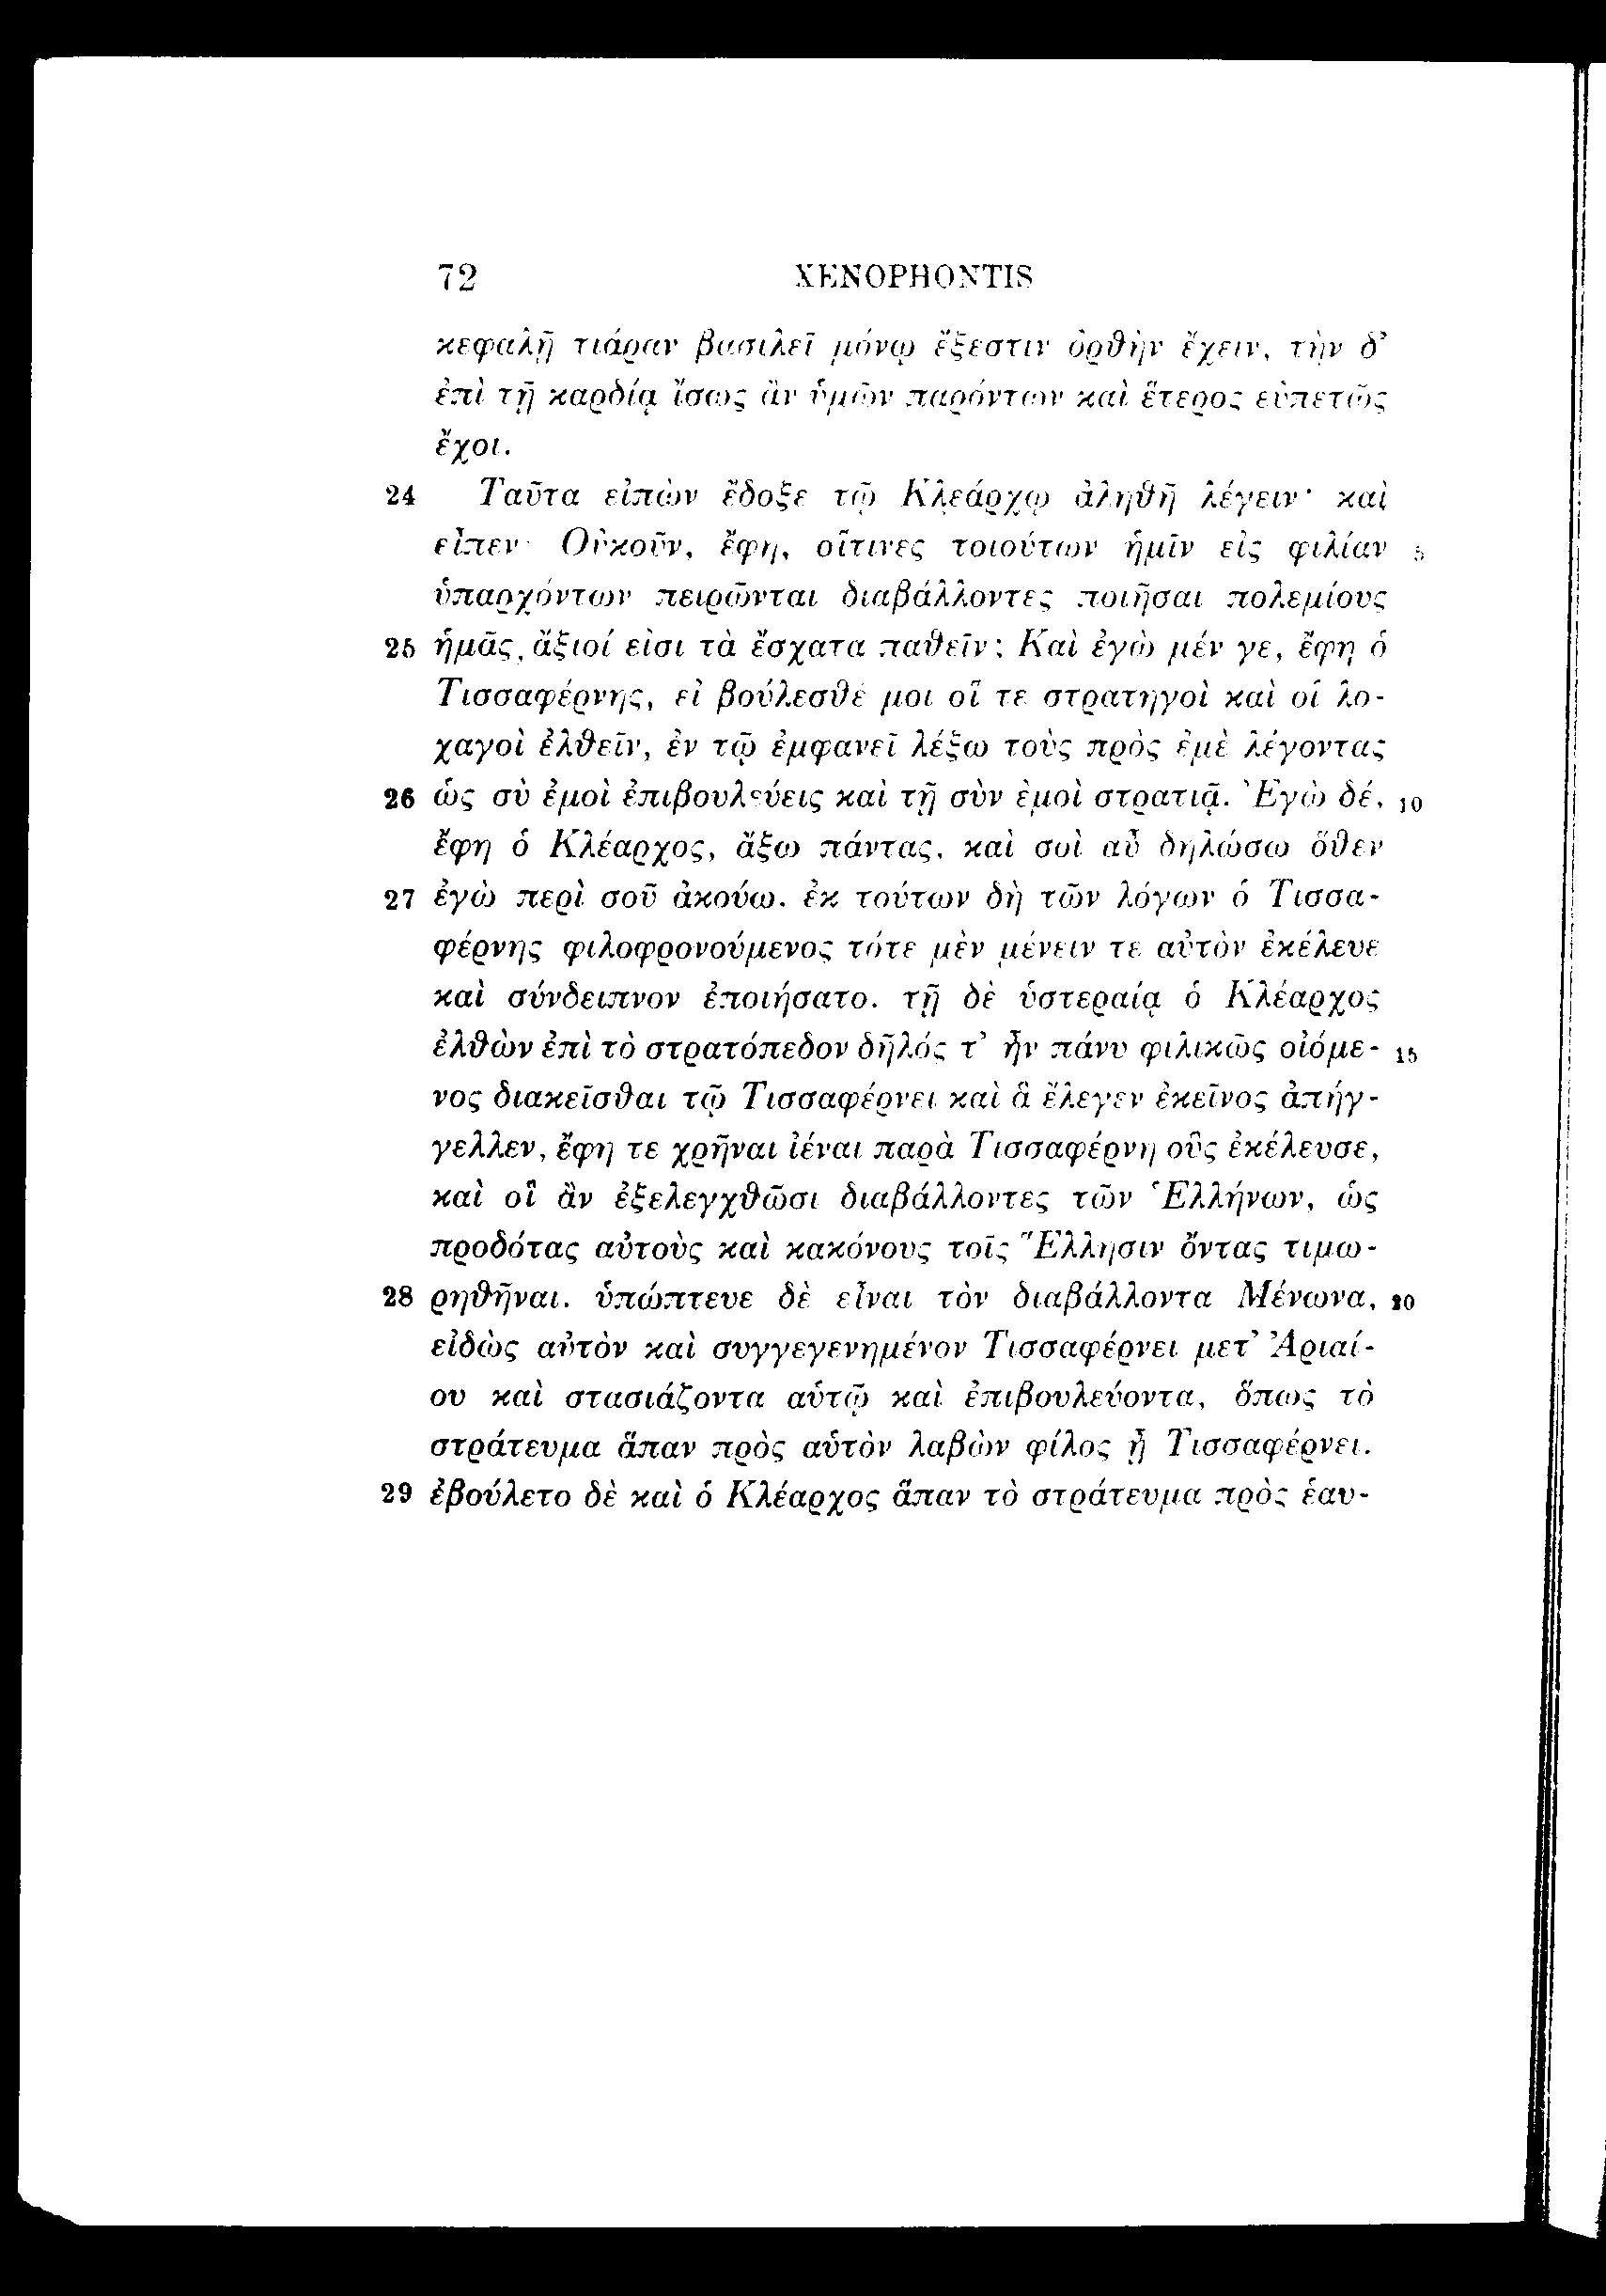 72 XENOPHONTIS
κεφαλῇ τιάραν βασιλεῖ μόνῳ ἔξεστιν ὀρθὴν ἔχειν, τὴν δ’
ἐπὶ τῇ καρδίᾳ ἴσως ἂν ὑμῶν παρόντων καὶ ἕτερος εὐπετῶς
ἔχοι.
24 Ταῦτα εἰπὼν ἔδοξε τῷ Κλεάρχῳ ἀληθῆ λέγειν· καὶ
εἶπεν· Οὐκοῦν, ἔφη, οἵτινες τοιούτων ἡμῖν εἰς φιλίαν 5
ὑπαρχόντων πειρῶνται διαβάλλοντες ποιῆσαι πολεμίους
25 ἡμᾶς, ἄξιοί εἰσι τὰ ἔσχατα παθεῖν; Καὶ ἐγὼ μέν γε, ἔφη ὁ
Τισσαφέρνης, εἰ βούλεσθέ μοι οἵ τε στρατηγοὶ καὶ οἱ λο-
χαγοὶ ἐλθεῖν, ἐν τῷ ἐμφανεῖ λέξω τοὺς πρὸς ἐμὲ λέγοντας
26 ὡς σὺ ἐμοὶ ἐπιβουλεύεις καὶ τῇ σὺν ἐμοὶ στρατιᾷ. Ἐγὼ δέ, 10
ἔφη ὁ Κλέαρχος, ἄξω πάντας, καὶ σοὶ αὖ δηλώσω ὅθεν
27 ἐγὼ περὶ σοῦ ἀκούω. ἐκ τούτων δὴ τῶν λόγων ὁ Τισσα-
φέρνης φιλοφρονούμενος τότε μὲν μένειν τε αὐτὸν ἐκέλευε
καὶ σύνδειπνον ἐποιήσατο. τῇ δὲ ὑστεραίᾳ ὁ Κλέαρχος
ἐλθὼν ἐπὶ τὸ στρατόπεδον δῆλός τ’ ἦν πάνυ φιλικῶς οἰόμε- 15
νος διακεῖσθαι τῷ Τισσαφέρνει καὶ ἃ ἔλεγεν ἐκεῖνος ἀπήγ-
γελλεν, ἔφη τε χρῆναι ἰέναι παρὰ Τισσαφέρνη οὓς ἐκέλευσε,
καὶ οἳ ἂν ἐξελεγχθῶσι διαβάλλοντες τῶν Ἑλλήνων, ὡς
προδότας αὐτοὺς καὶ κακόνους τοῖς Ἕλλησιν ὄντας τιμω-
28 ρηθῆναι. ὑπώπτευε δὲ εἶναι τὸν διαβάλλοντα Μένωνα, 20
εἰδὼς αὐτὸν καὶ συγγεγενημένον Τισσαφέρνει μετ’ Ἀριαί-
ου καὶ στασιάζοντα αὑτῷ καὶ ἐπιβουλεύοντα, ὅπως τὸ
στράτευμα ἅπαν πρὸς αὑτὸν λαβὼν φίλος ᾖ Τισσαφέρνει.
29 ἐβούλετο δὲ καὶ ὁ Κλέαρχος ἅπαν τὸ στράτευμα πρὸς ἑαυ-